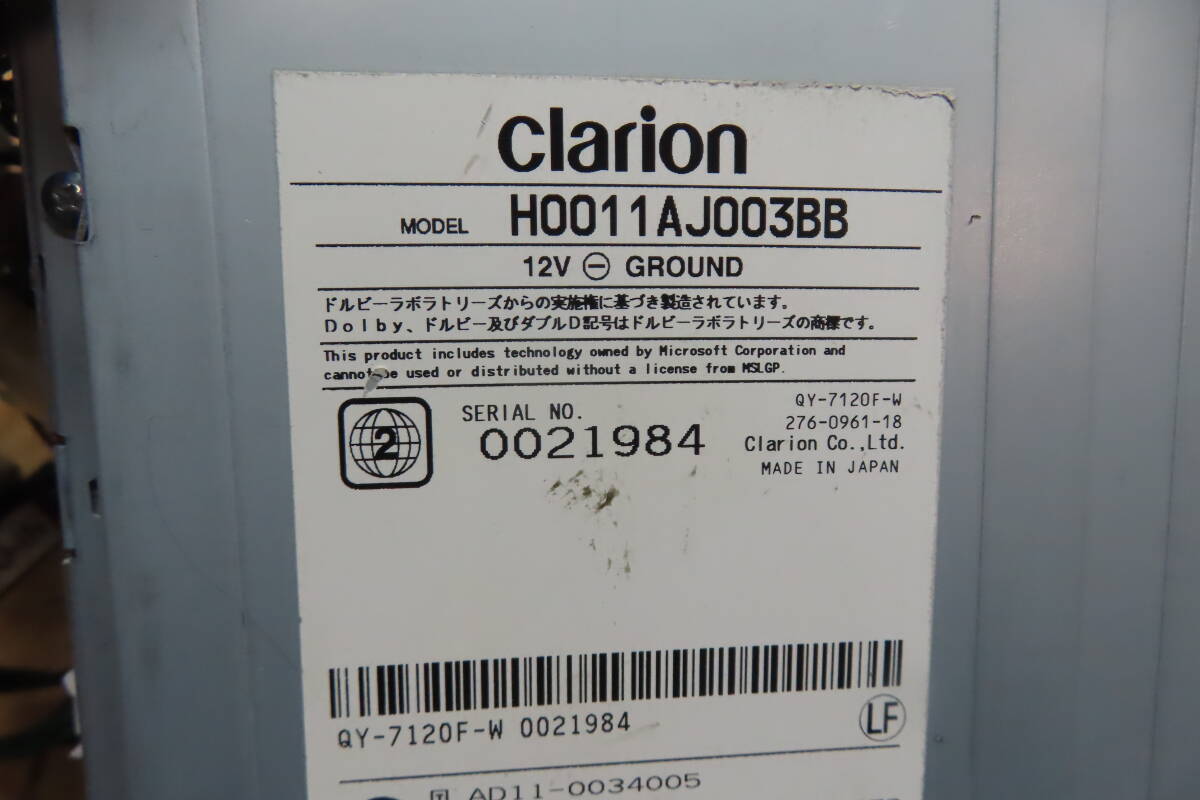 Clarion
MODEL H0011AJ003BB
12V ⊖ GROUND
ドルビーラボラトリーズからの実施権に基づき製造されています。
Dolby、ドルビー及びダブルD記号はドルビーラボラトリーズの商標です。
This product includes technology owned by Microsoft Corporation and
cannot be used or distributed without a license from MSLGP.
2
SERIAL NO.
0021984
QY-7120F-W
276-0961-18
Clarion Co.,Ltd.
MADE IN JAPAN
QY-7120F-W 0021984
LF
AD11-0034005